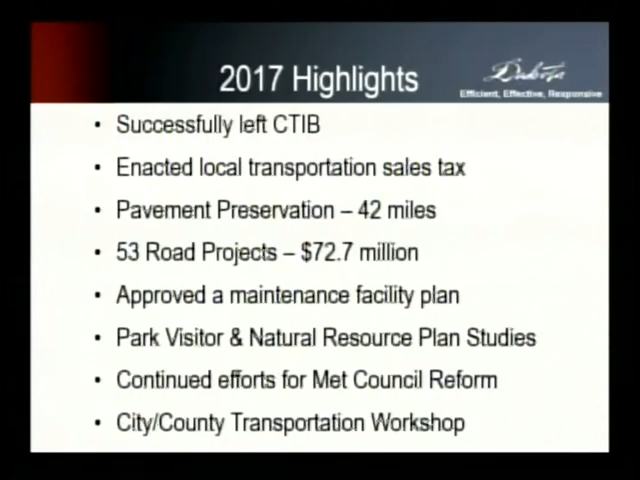 2017 Highlights
Dakota
Efficient, Effective, Responsive
• Successfully left CTIB
• Enacted local transportation sales tax
• Pavement Preservation – 42 miles
• 53 Road Projects – $72.7 million
• Approved a maintenance facility plan
• Park Visitor & Natural Resource Plan Studies
• Continued efforts for Met Council Reform
• City/County Transportation Workshop